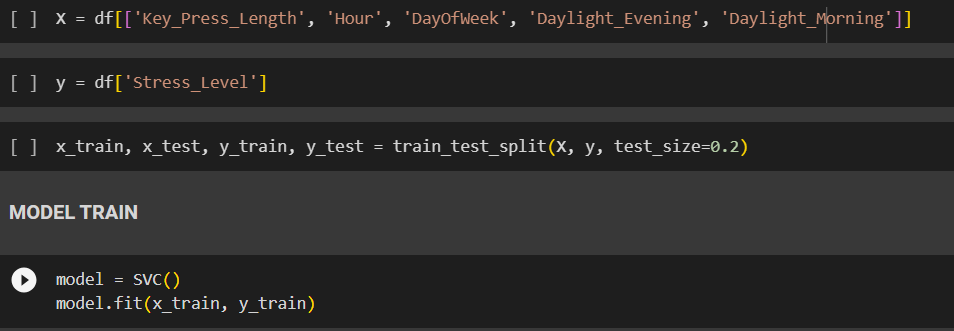 [ ] X = df[['Key_Press_Length', 'Hour', 'DayOfWeek', 'Daylight_Evening', 'Daylight_Morning']]
[ ] y = df['Stress_Level']
[ ] x_train, x_test, y_train, y_test = train_test_split(X, y, test_size=0.2)
MODEL TRAIN
model = SVC()
model.fit(x_train, y_train)